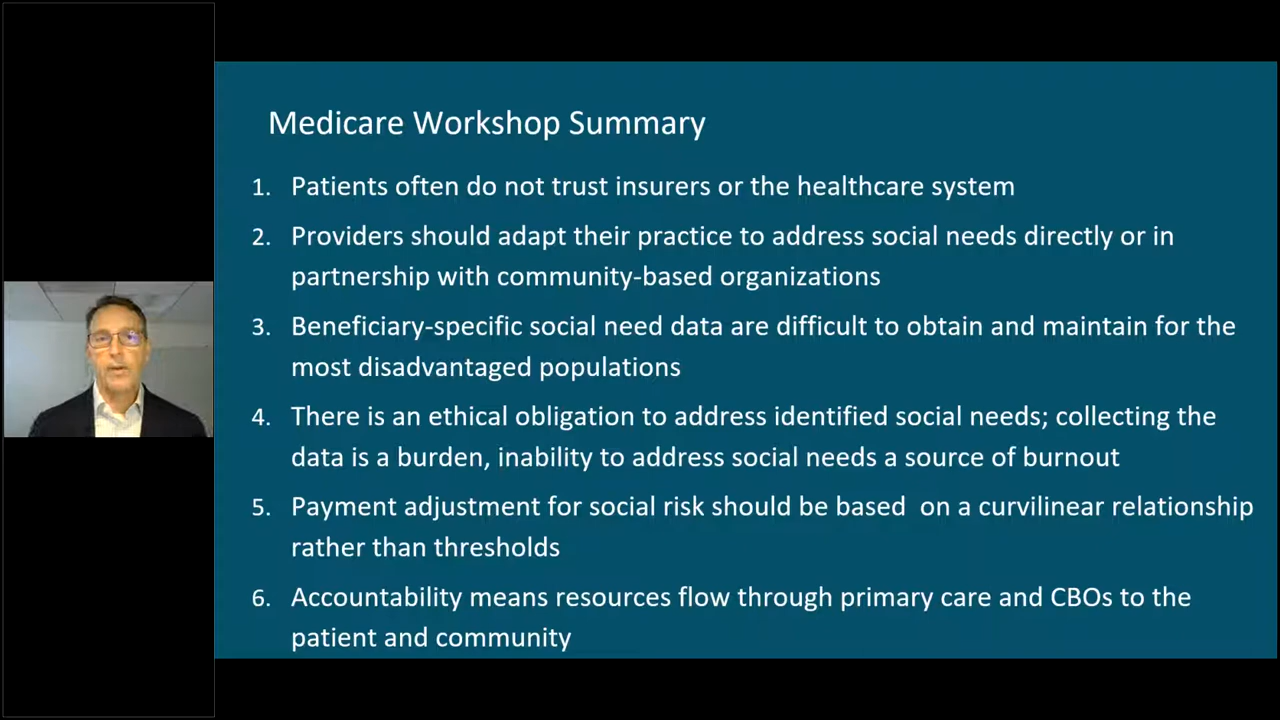 Medicare Workshop Summary
1. Patients often do not trust insurers or the healthcare system
2. Providers should adapt their practice to address social needs directly or in
partnership with community-based organizations
3. Beneficiary-specific social need data are difficult to obtain and maintain for the
most disadvantaged populations
4. There is an ethical obligation to address identified social needs; collecting the
data is a burden, inability to address social needs a source of burnout
5. Payment adjustment for social risk should be based  on a curvilinear relationship
rather than thresholds
6. Accountability means resources flow through primary care and CBOs to the
patient and community